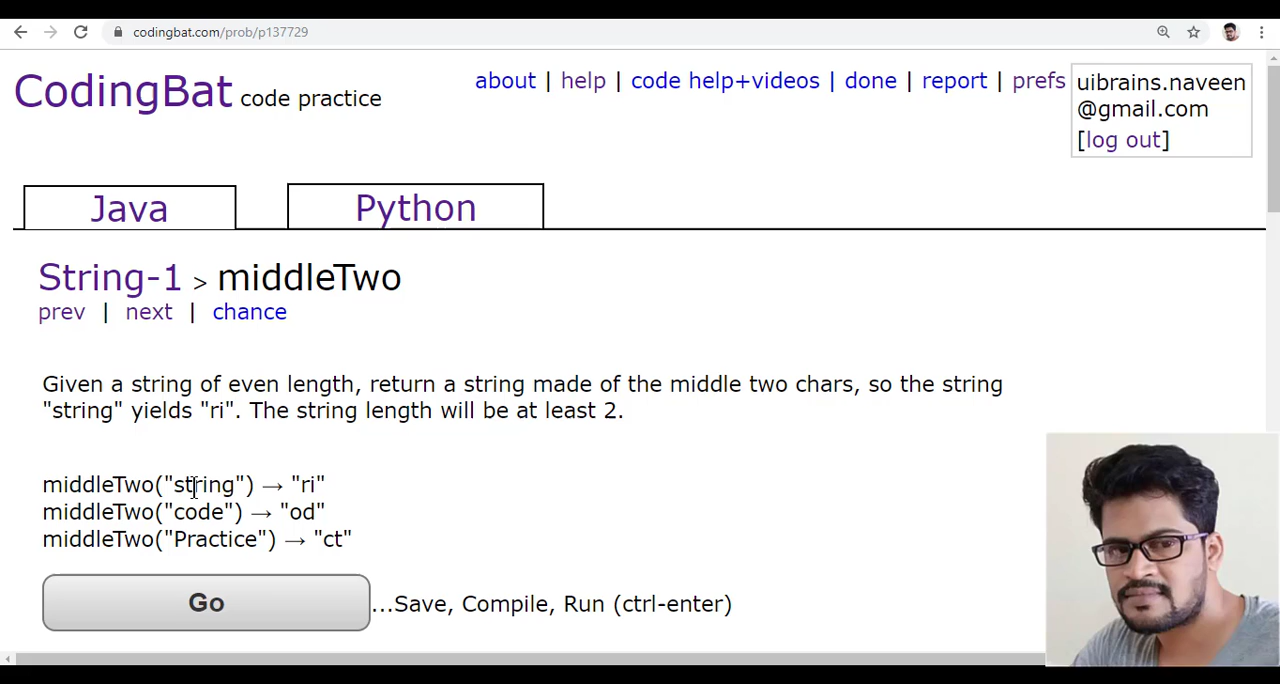 codingbat.com/prob/p137729
CodingBat code practice
about | help | code help+videos | done | report | prefs
uibrains.naveen
@gmail.com
[log out]
Java
Python
String-1 > middleTwo
prev | next | chance
Given a string of even length, return a string made of the middle two chars, so the string
"string" yields "ri". The string length will be at least 2.
middleTwo("string") → "ri"
middleTwo("code") → "od"
middleTwo("Practice") → "ct"
Go
...Save, Compile, Run (ctrl-enter)